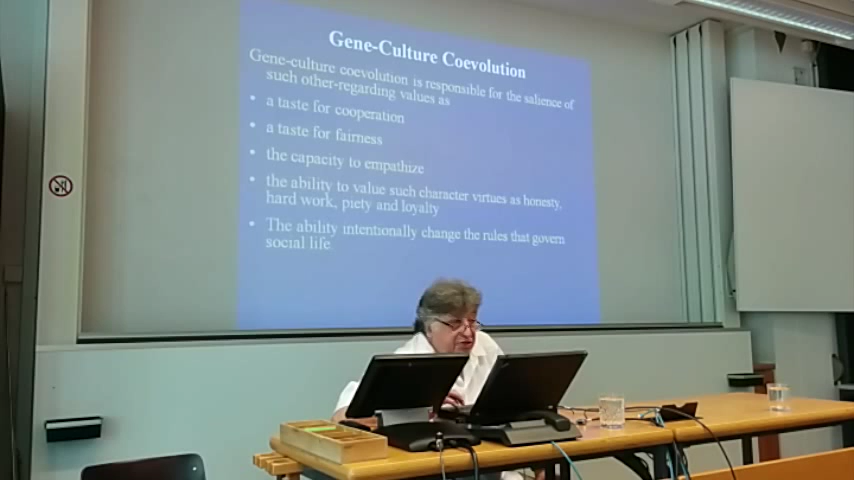 Gene-Culture Coevolution
Gene-culture coevolution is responsible for the salience of
such other-regarding values as
• a taste for cooperation
• a taste for fairness
• the capacity to empathize
• the ability to value such character virtues as honesty,
hard work, piety and loyalty
• The ability intentionally change the rules that govern
social life